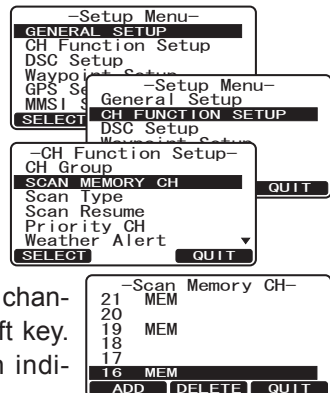 –Setup Menu–
GENERAL SETUP
CH Function Setup
DSC Setup
Waypoint Setup
GPS Se
MMSI S
SELECT
–Setup Menu–
General Setup
CH FUNCTION SETUP
DSC Setup
Waypoint Setup
QUIT
–CH Function Setup–
CH Group
SCAN MEMORY CH
Scan Type
Scan Resume
Priority CH
Weather Alert ▼
SELECT QUIT
chan-
ft key.
n indi-
–Scan Memory CH–
21 MEM
20
19 MEM
18
17
16 MEM
ADD DELETE QUIT